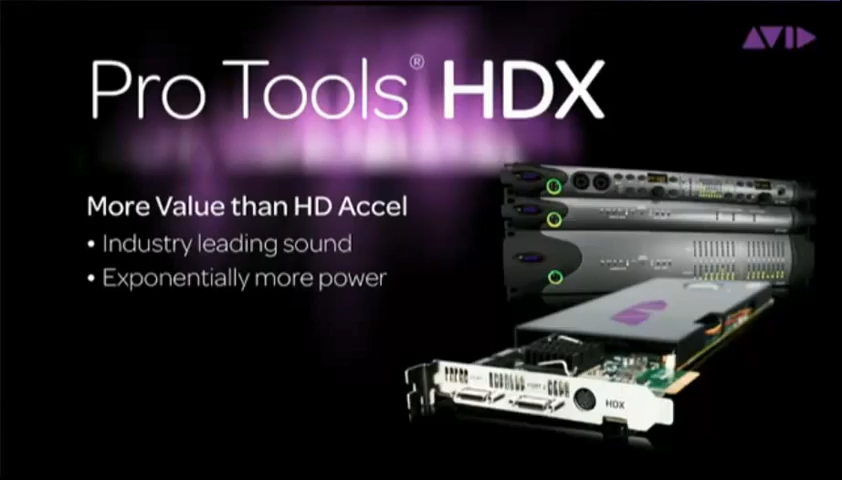 AVID
Pro Tools® HDX
More Value than HD Accel
• Industry leading sound
• Exponentially more power
HDX